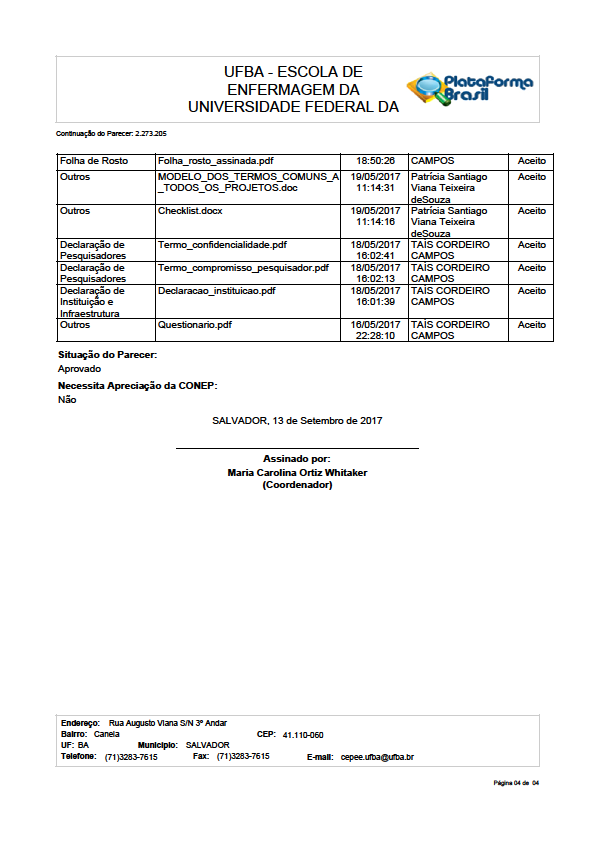 UFBA - ESCOLA DE
ENFERMAGEM DA
UNIVERSIDADE FEDERAL DA
Plataforma
Brasil
Continuação do Parecer: 2.273.205
Folha de Rosto Folha_rosto_assinada.pdf 18:50:26 CAMPOS Aceito
Outros MODELO_DOS_TERMOS_COMUNS_A 19/05/2017 Patrícia Santiago Aceito
_TODOS_OS_PROJETOS.doc 11:14:31 Viana Teixeira
deSouza
Outros Checklist.docx 19/05/2017 Patrícia Santiago Aceito
11:14:16 Viana Teixeira
deSouza
Declaração de Termo_confidencialidade.pdf 18/05/2017 TAÍS CORDEIRO Aceito
Pesquisadores 16:02:41 CAMPOS
Declaração de Termo_compromisso_pesquisador.pdf 18/05/2017 TAÍS CORDEIRO Aceito
Pesquisadores 16:02:13 CAMPOS
Declaração de Declaracao_instituicao.pdf 18/05/2017 TAÍS CORDEIRO Aceito
Instituição e 16:01:39 CAMPOS
Infraestrutura
Outros Questionario.pdf 16/05/2017 TAÍS CORDEIRO Aceito
22:28:10 CAMPOS
Situação do Parecer:
Aprovado
Necessita Apreciação da CONEP:
Não
SALVADOR, 13 de Setembro de 2017
Assinado por:
Maria Carolina Ortiz Whitaker
(Coordenador)
Endereço: Rua Augusto Viana S/N 3º Andar
Bairro: Canela CEP: 41.110-060
UF: BA Município: SALVADOR
Telefone: (71)3283-7615 Fax: (71)3283-7615 E-mail: cepee.ufba@ufba.br
Página 04 de 04